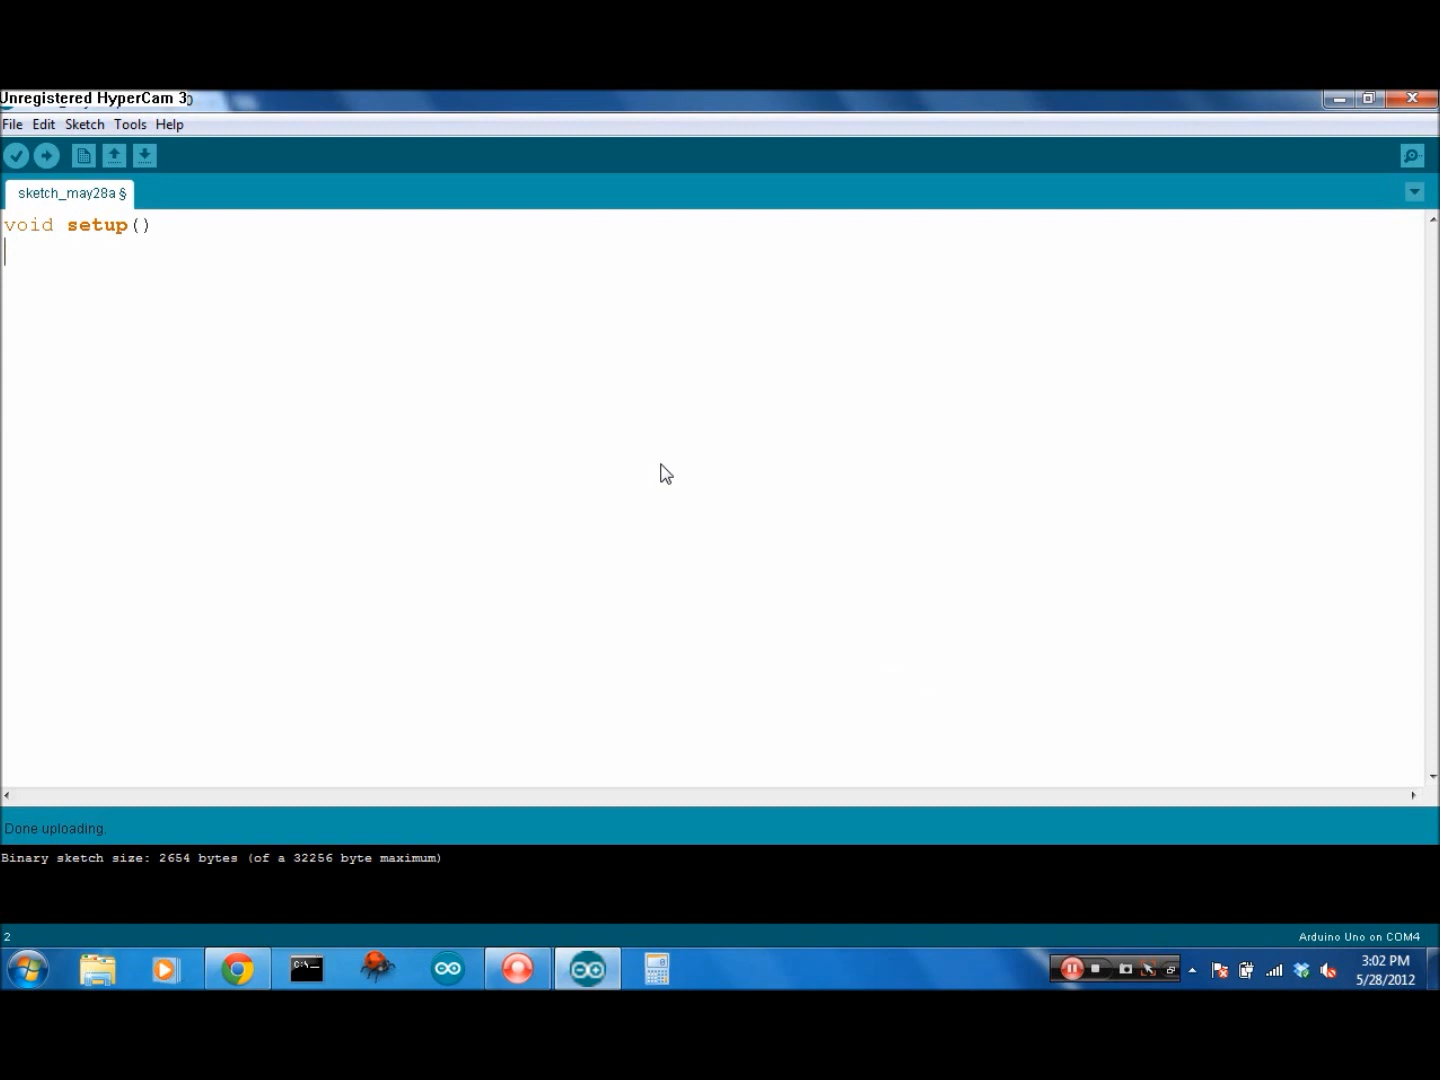 Unregistered HyperCam 3
File Edit Sketch Tools Help
sketch_may28a §
void setup()
Done uploading.
Binary sketch size: 2654 bytes (of a 32256 byte maximum)
2
Arduino Uno on COM4
C:\_
3:02 PM
5/28/2012